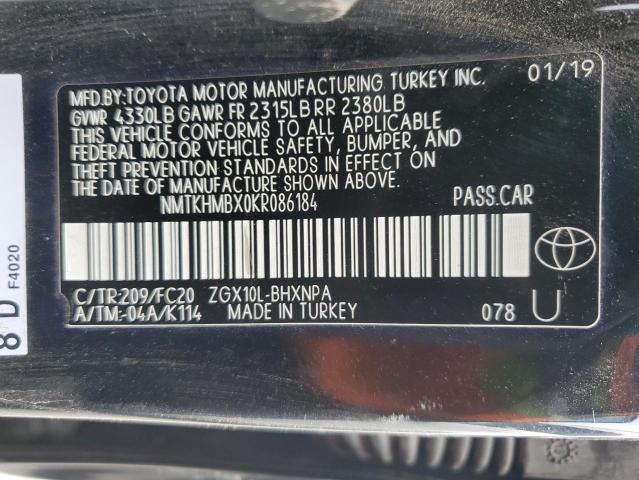 MFD.BY:TOYOTA MOTOR MANUFACTURING TURKEY INC. 01/19
GVWR 4330LB GAWR FR 2315LB RR 2380LB
THIS VEHICLE CONFORMS TO ALL APPLICABLE
FEDERAL MOTOR VEHICLE SAFETY, BUMPER, AND
THEFT PREVENTION STANDARDS IN EFFECT ON
THE DATE OF MANUFACTURE SHOWN ABOVE.
NMTKHMBX0KR086184 PASS.CAR
C/TR:209/FC20 ZGX10L-BHXNPA
A/TM:-04A/K114 MADE IN TURKEY 078 U
8 D F4020